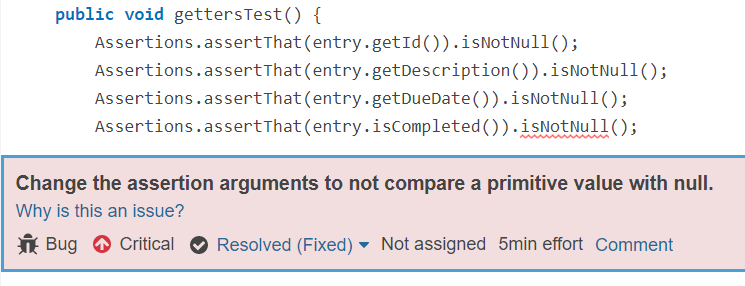 public void gettersTest() {
Assertions.assertThat(entry.getId()).isNotNull();
Assertions.assertThat(entry.getDescription()).isNotNull();
Assertions.assertThat(entry.getDueDate()).isNotNull();
Assertions.assertThat(entry.isCompleted()).isNotNull();
Change the assertion arguments to not compare a primitive value with null.
Why is this an issue?
Bug Critical Resolved (Fixed) Not assigned 5min effort Comment